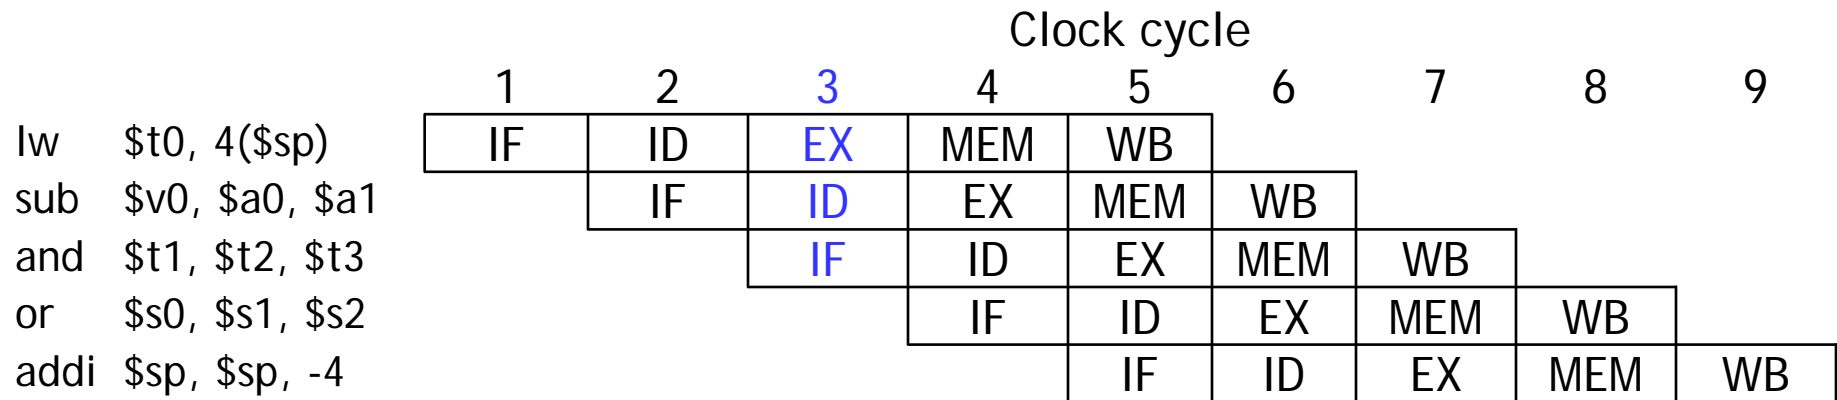 Clock cycle
1 2 3 4 5 6 7 8 9
lw $t0, 4($sp) IF ID EX MEM WB
sub $v0, $a0, $a1 IF ID EX MEM WB
and $t1, $t2, $t3 IF ID EX MEM WB
or $s0, $s1, $s2 IF ID EX MEM WB
addi $sp, $sp, -4 IF ID EX MEM WB